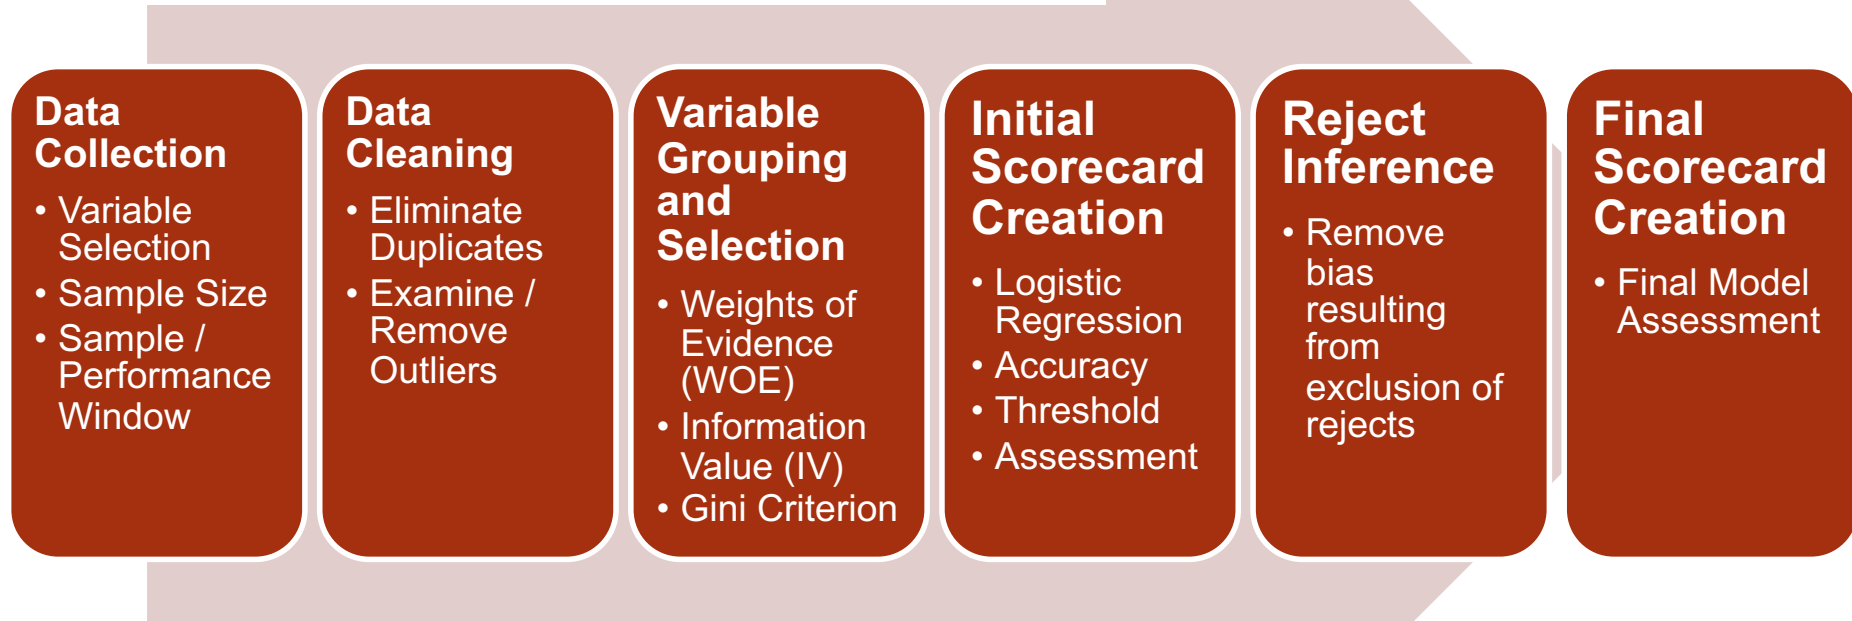 Data
Collection
• Variable
Selection
• Sample Size
• Sample /
Performance
Window
Data
Cleaning
• Eliminate
Duplicates
• Examine /
Remove
Outliers
Variable
Grouping
and
Selection
• Weights of
Evidence
(WOE)
• Information
Value (IV)
• Gini Criterion
Initial
Scorecard
Creation
• Logistic
Regression
• Accuracy
• Threshold
• Assessment
Reject
Inference
• Remove
bias
resulting
from
exclusion of
rejects
Final
Scorecard
Creation
• Final Model
Assessment